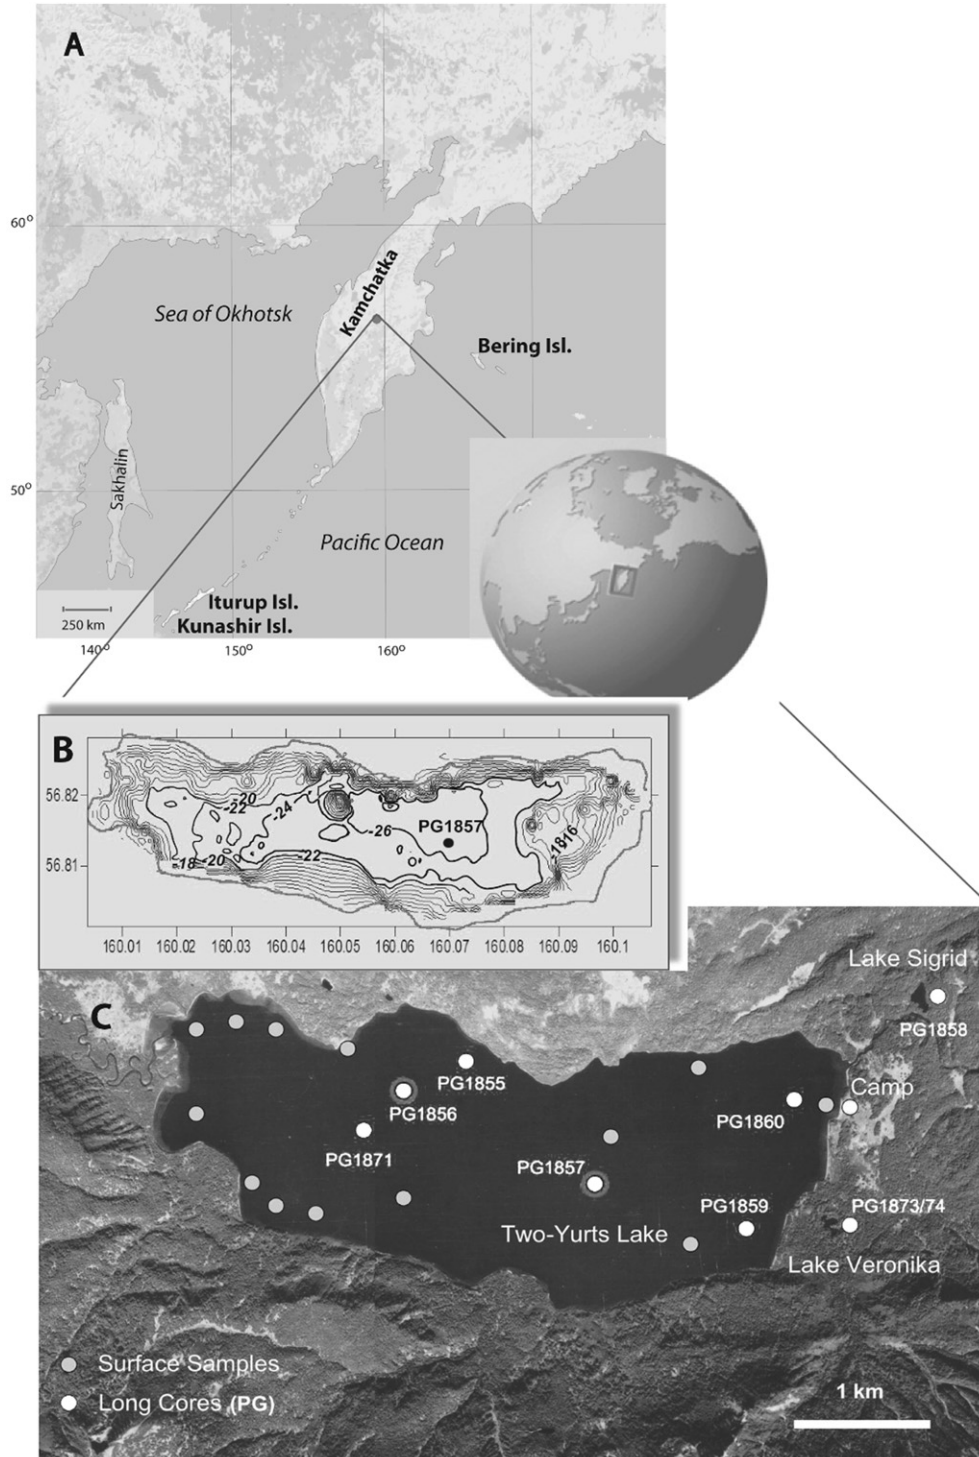 A
60°
Kamchatka
Sea of Okhotsk
Bering Isl.
Sakhalin
50°
Pacific Ocean
Iturup Isl.
Kunashir Isl.
250 km
140°
150°
160°
B
56.82
56.81
-20
-22
-24
-26
PG1857
-18
-20
-22
-18
-16
160.01
160.02
160.03
160.04
160.05
160.06
160.07
160.08
160.09
160.1
C
Lake Sigrid
PG1858
PG1855
PG1856
Camp
PG1860
PG1871
PG1857
PG1859
PG1873/74
Two-Yurts Lake
Lake Veronika
Surface Samples
Long Cores (PG)
1 km